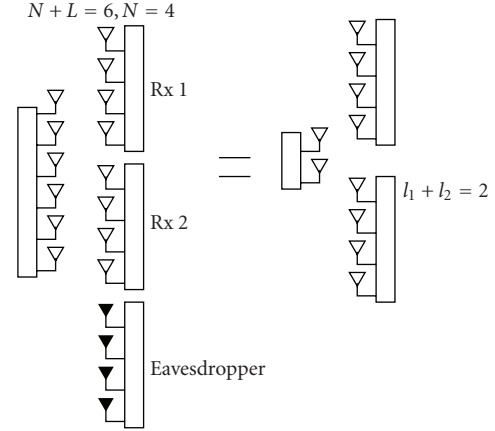 N + L = 6, N = 4
Rx 1
Rx 2
Eavesdropper
=
l₁ + l₂ = 2